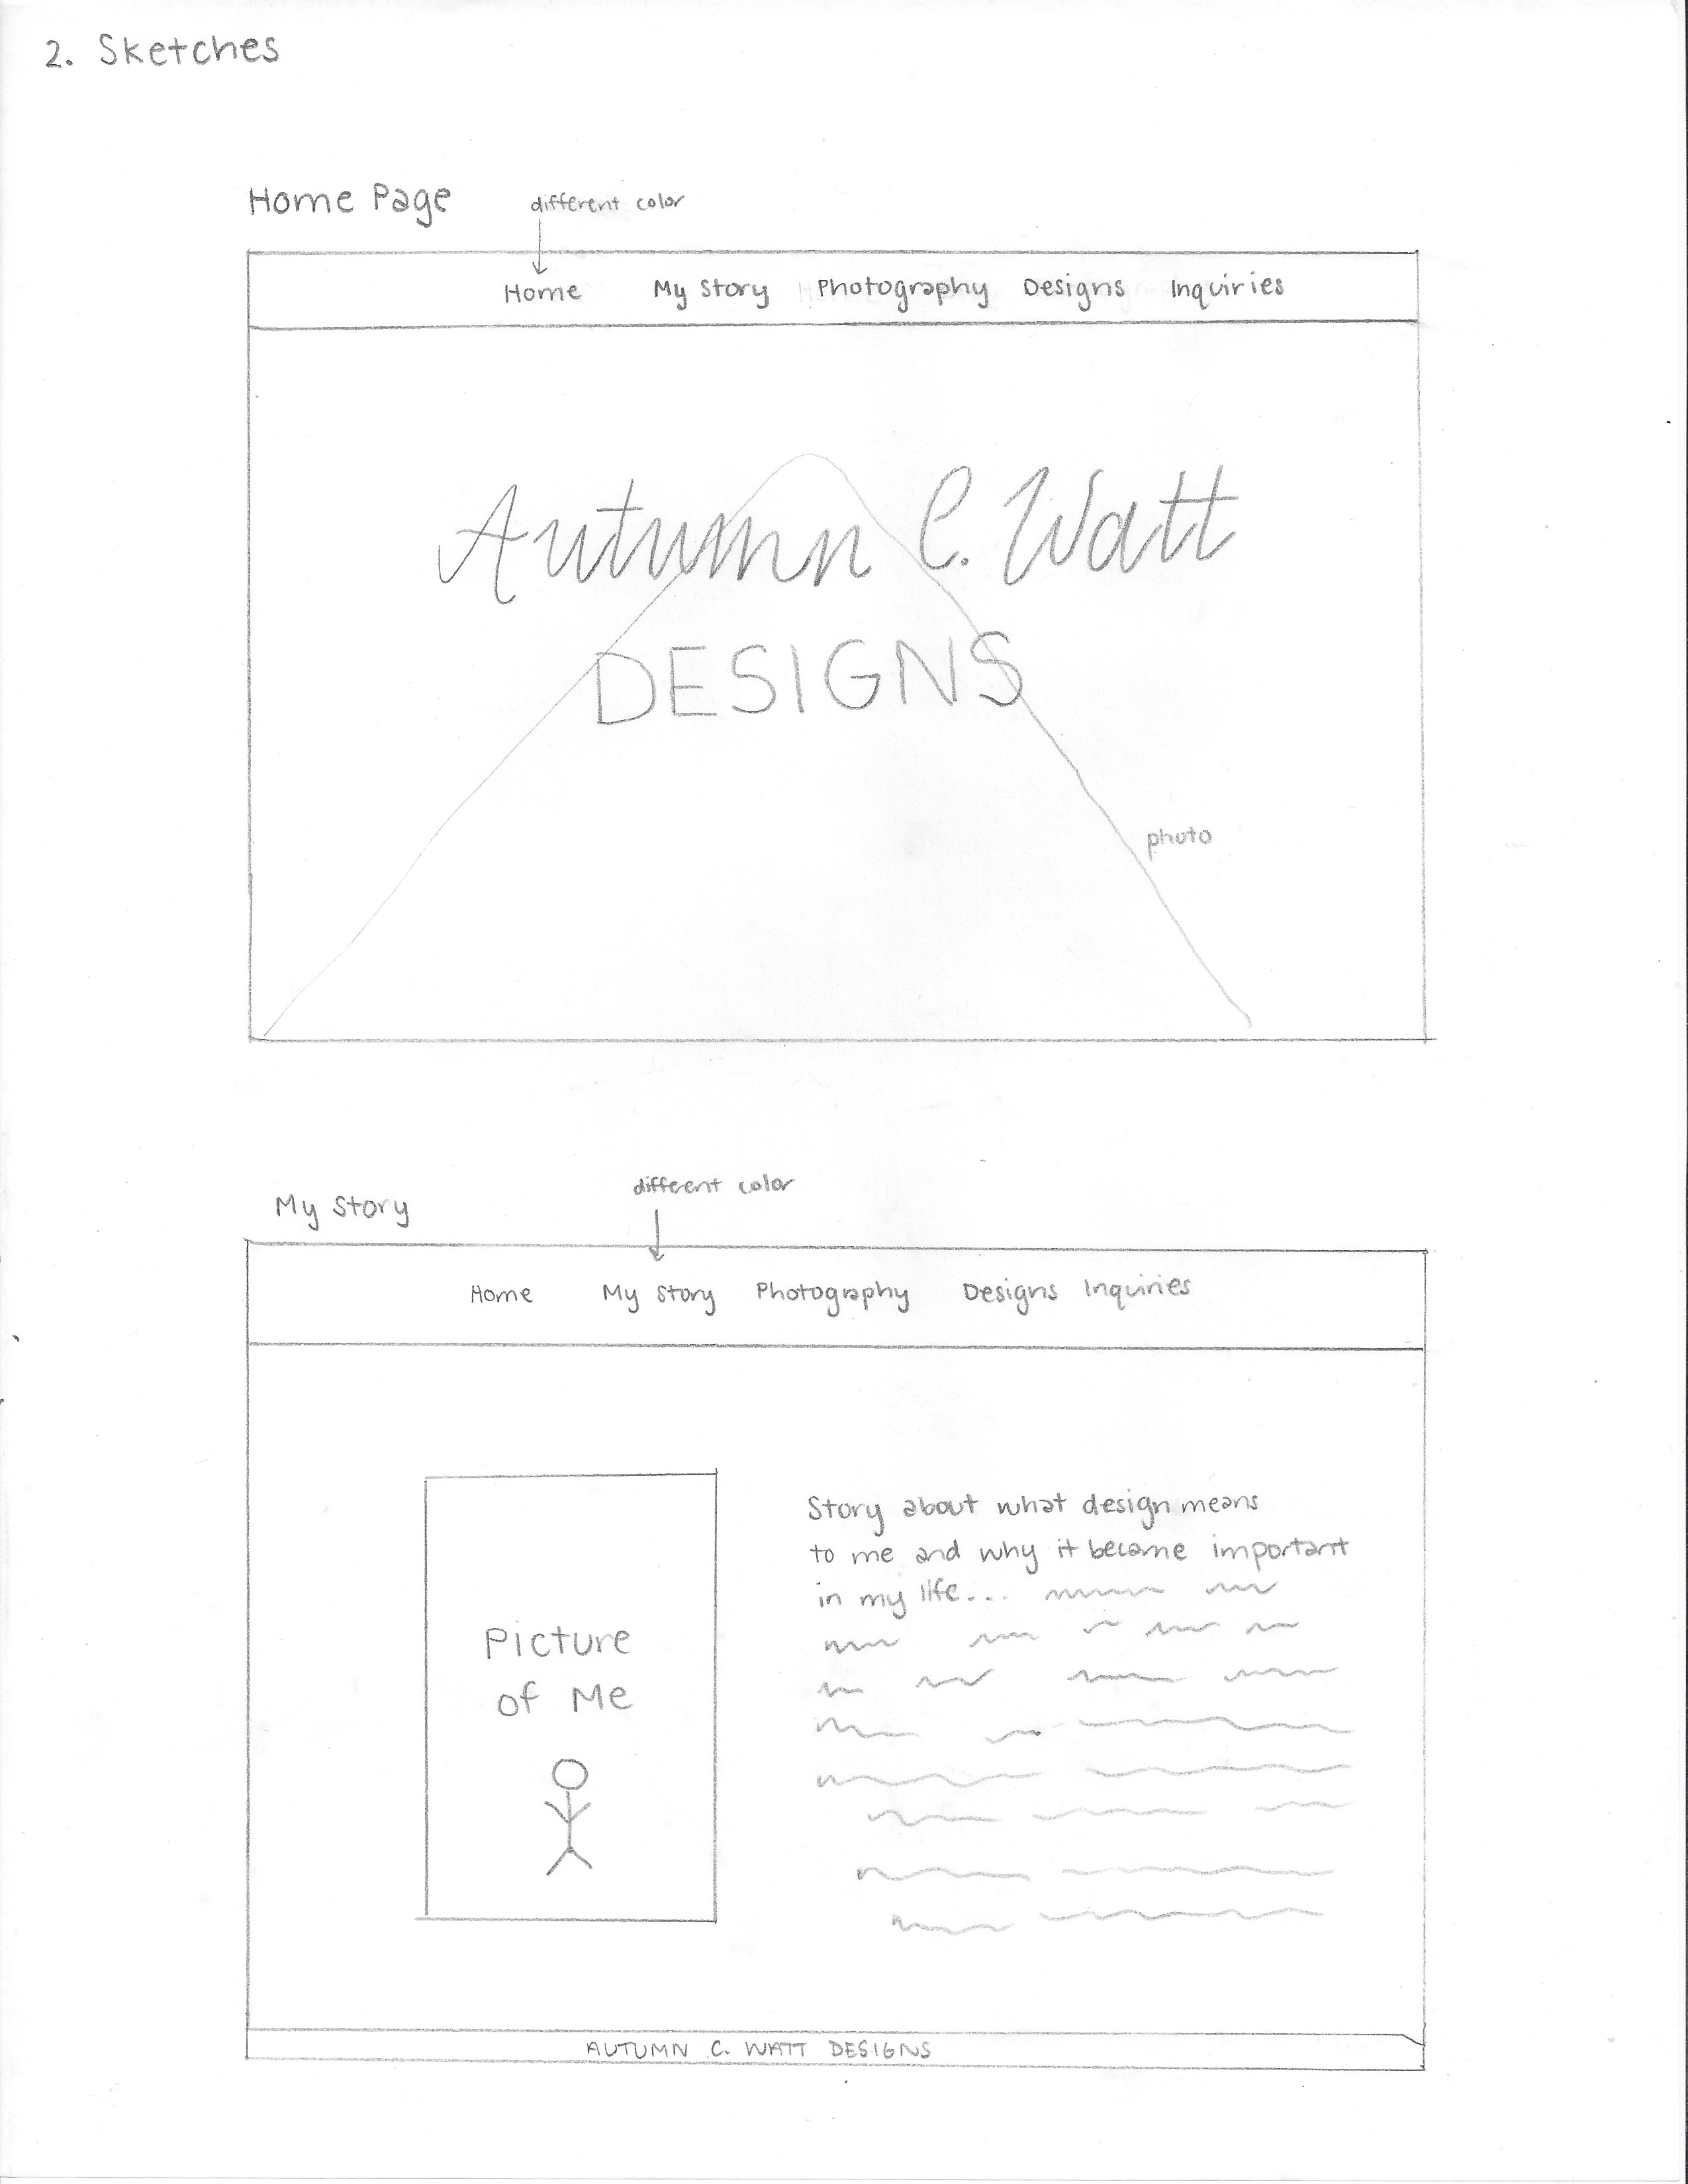 2. Sketches
Home Page
different color
Home My Story Photography Designs Inquiries
Autumn C. Watt
DESIGNS
photo
My Story
different color
Home My Story Photography Designs Inquiries
Picture
of Me
Story about what design means
to me and why it became important
in my life...
AUTUMN C. WATT DESIGNS